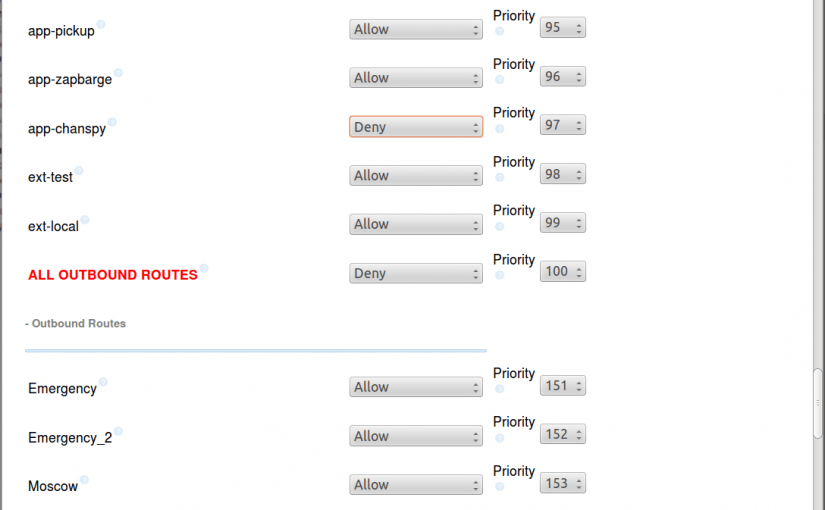 app-pickup Allow Priority 95
app-zapbarge Allow Priority 96
app-chanspy Deny Priority 97
ext-test Allow Priority 98
ext-local Allow Priority 99
ALL OUTBOUND ROUTES Deny Priority 100
- Outbound Routes
Emergency Allow Priority 151
Emergency_2 Allow Priority 152
Moscow Allow Priority 153